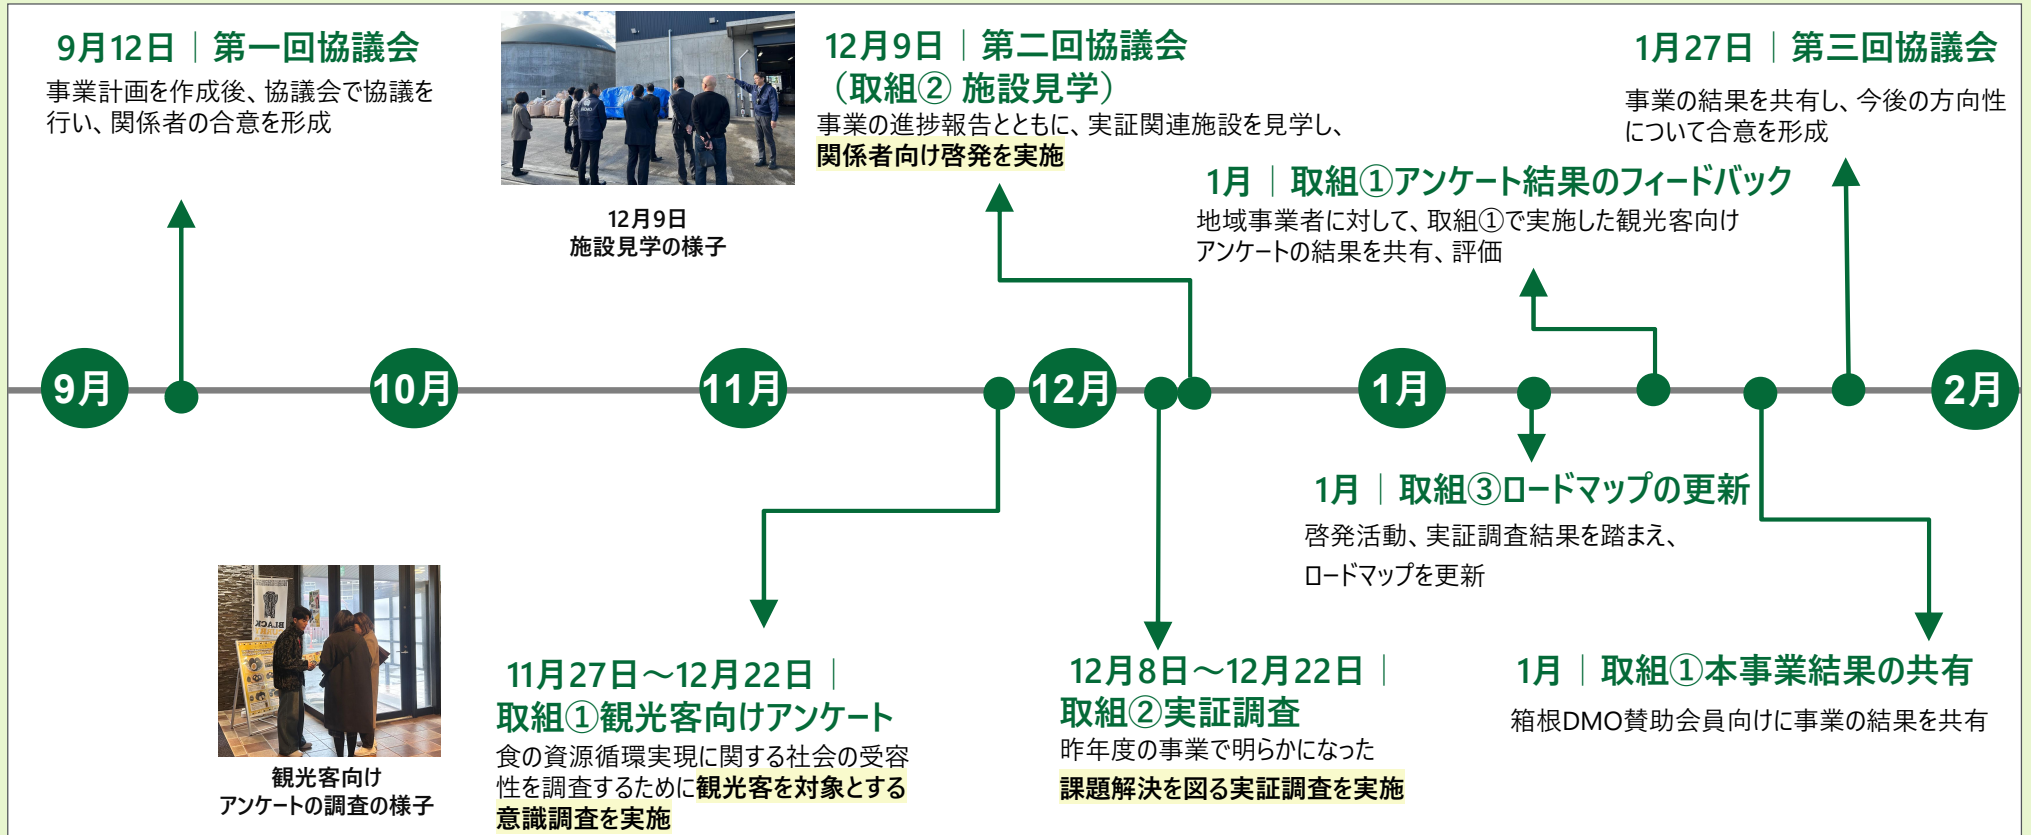 9月12日｜第一回協議会
事業計画を作成後、協議会で協議を
行い、関係者の合意を形成
12月9日
施設見学の様子
12月9日｜第二回協議会
（取組② 施設見学）
事業の進捗報告とともに、実証関連施設を見学し、
関係者向け啓発を実施
1月27日｜第三回協議会
事業の結果を共有し、今後の方向性
について合意を形成
1月｜取組①アンケート結果のフィードバック
地域事業者に対して、取組①で実施した観光客向け
アンケートの結果を共有、評価
9月
10月
11月
12月
1月
2月
1月｜取組③ロードマップの更新
啓発活動、実証調査結果を踏まえ、
ロードマップを更新
BLACK
観光客向け
アンケートの調査の様子
11月27日～12月22日｜
取組①観光客向けアンケート
食の資源循環実現に関する社会の受容
性を調査するために観光客を対象とする
意識調査を実施
12月8日～12月22日｜
取組②実証調査
昨年度の事業で明らかになった
課題解決を図る実証調査を実施
1月｜取組①本事業結果の共有
箱根DMO賛助会員向けに事業の結果を共有